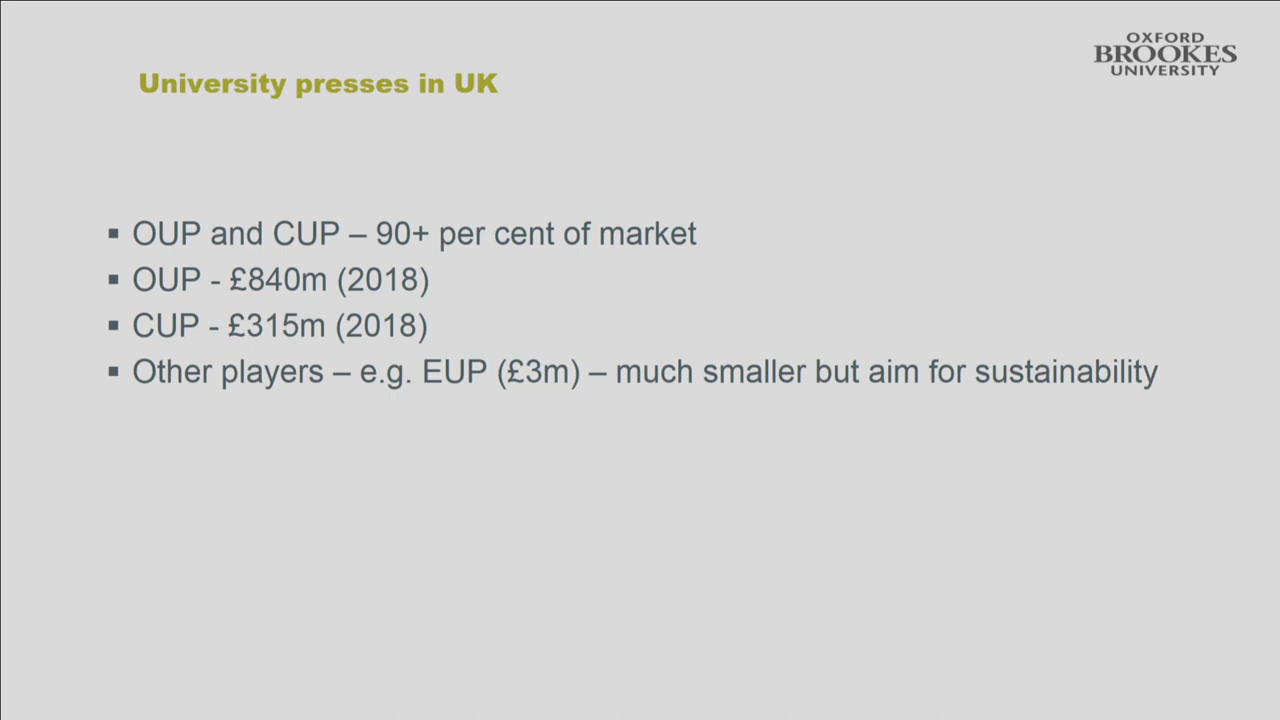 OXFORD
BROOKES
UNIVERSITY
University presses in UK
▪ OUP and CUP – 90+ per cent of market
▪ OUP - £840m (2018)
▪ CUP - £315m (2018)
▪ Other players – e.g. EUP (£3m) – much smaller but aim for sustainability